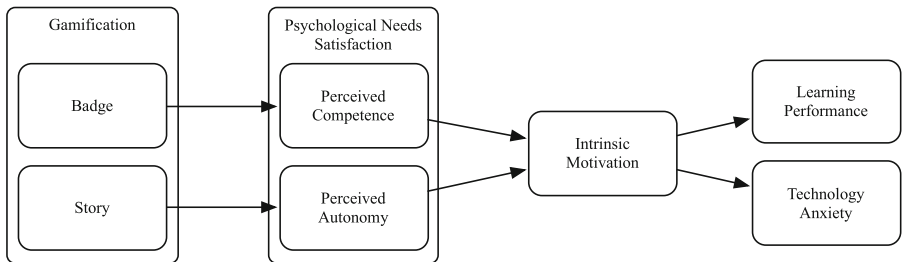 Gamification
Badge
Story
Psychological Needs
Satisfaction
Perceived
Competence
Perceived
Autonomy
Intrinsic
Motivation
Learning
Performance
Technology
Anxiety